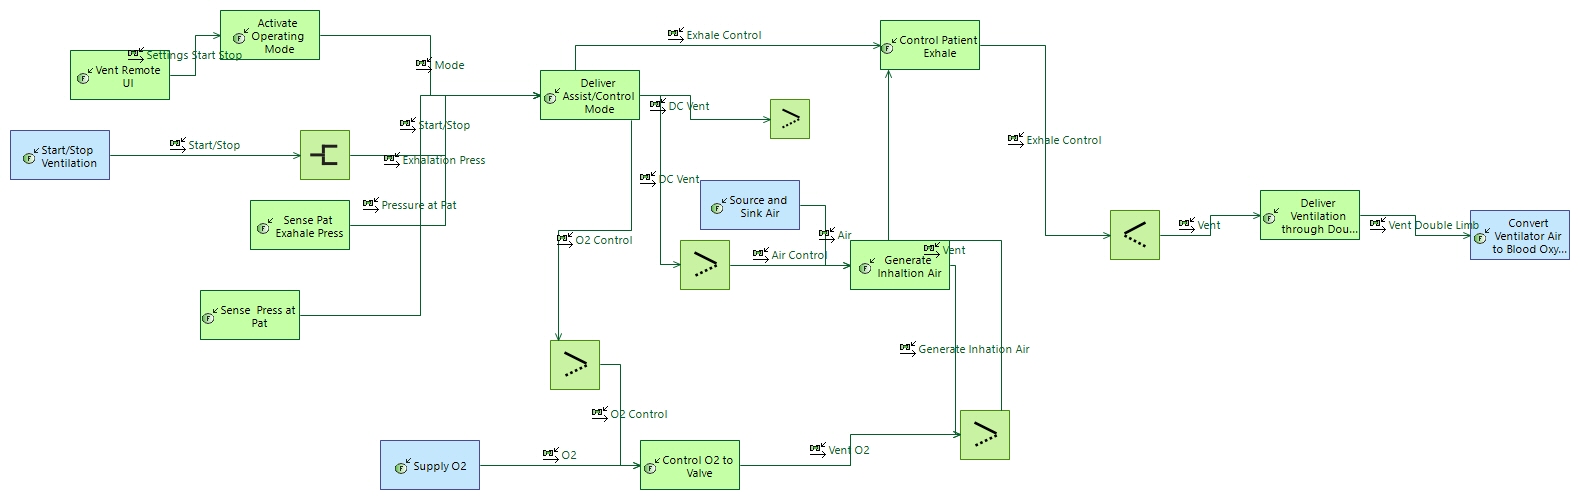 Activate
Operating
Mode
Settings Start Stop
Vent Remote
UI
Mode
Exhale Control
Control Patient
Exhale
Deliver
Assist/Control
Mode
DC Vent
Start/Stop
Ventilation
Start/Stop
Start/Stop
Exhalation Press
Exhale Control
Pressure at Pat
Sense Pat
Exahale Press
DC Vent
Source and
Sink Air
O2 Control
Air
Air Control
Generate
Inhaltion Air
Vent
Vent
Deliver
Ventilation
through Dou...
Vent Double Limb
Convert
Ventilator Air
to Blood Oxy...
Sense  Press at
Pat
Generate Inhation Air
O2 Control
Supply O2
O2
Control O2 to
Valve
Vent O2